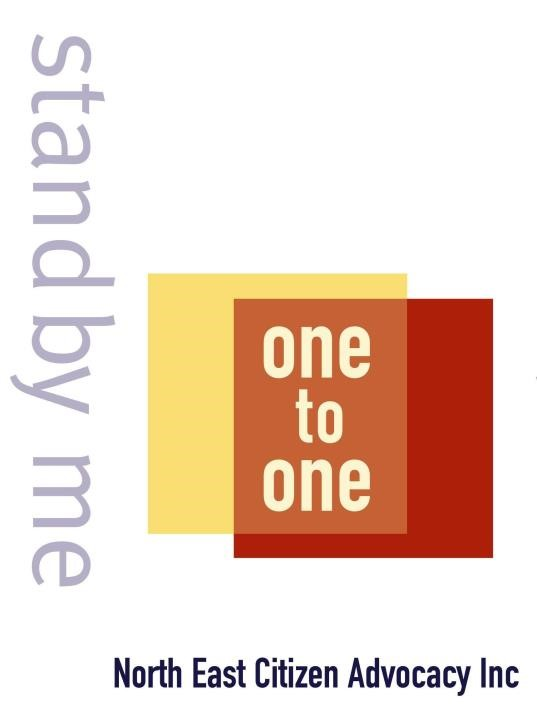 stand by me
one
to
one
North East Citizen Advocacy Inc